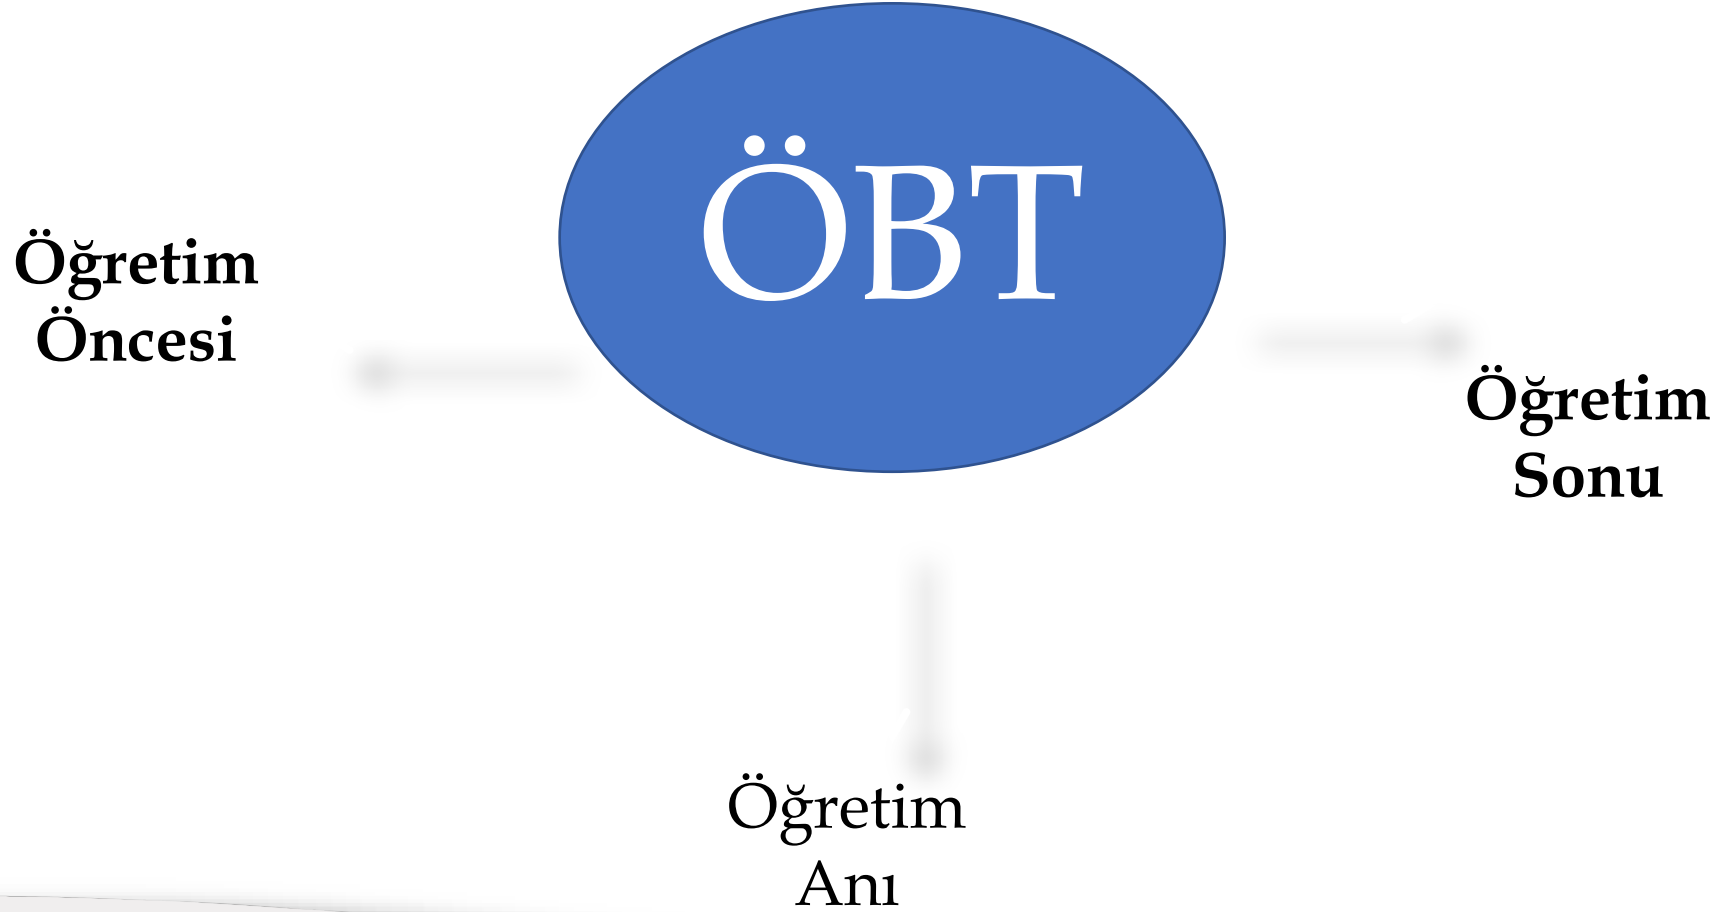 ÖBT
Öğretim
Öncesi
Öğretim
Sonu
Öğretim
Anı